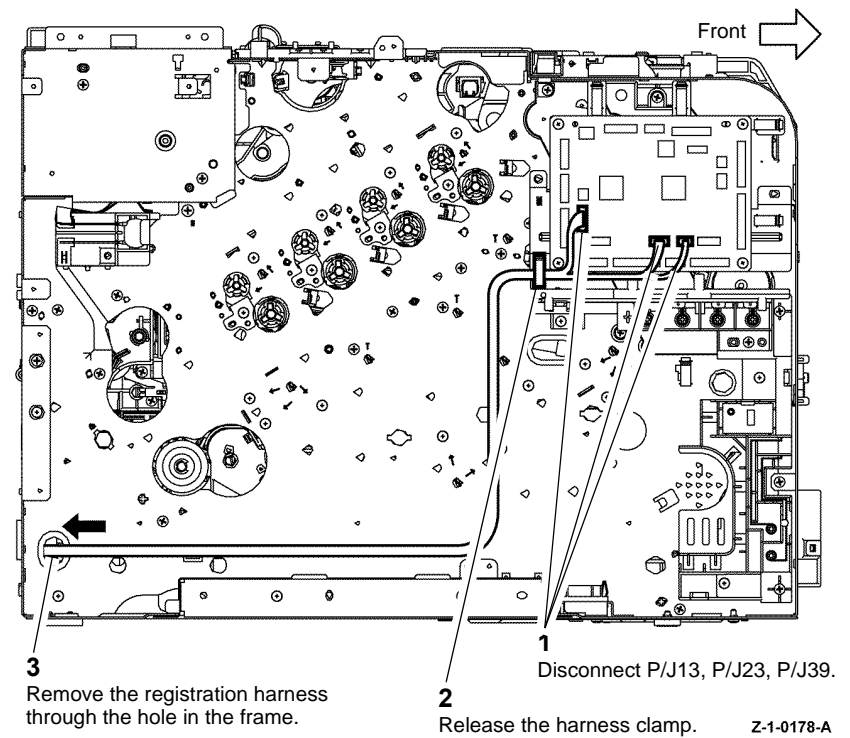 Front
1
Disconnect P/J13, P/J23, P/J39.
3
Remove the registration harness
through the hole in the frame.
2
Release the harness clamp.
Z-1-0178-A